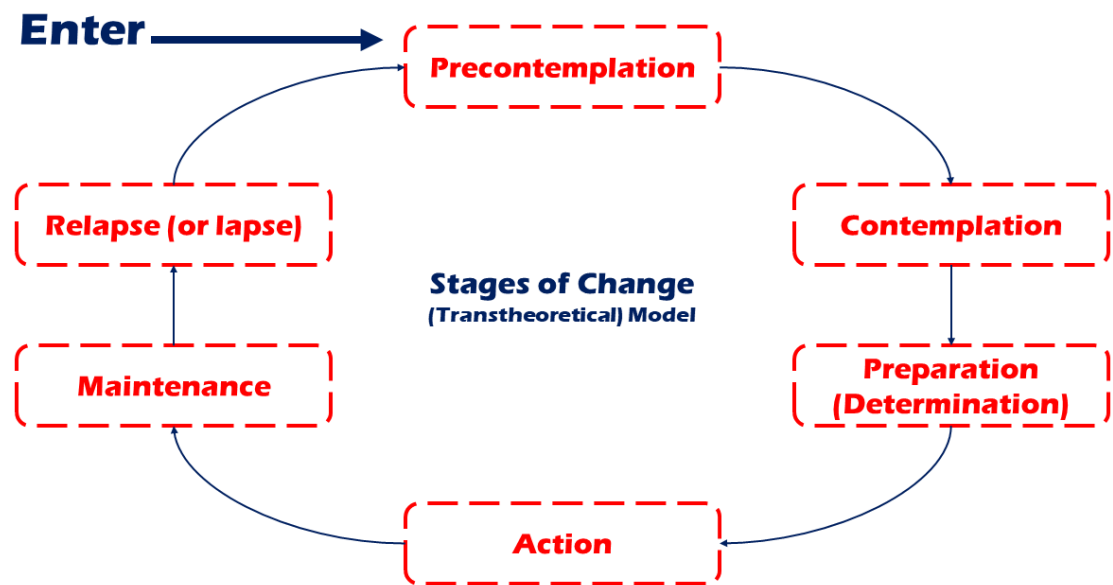 Enter
Precontemplation
Relapse (or lapse)
Contemplation
Stages of Change
(Transtheoretical) Model
Maintenance
Preparation
(Determination)
Action